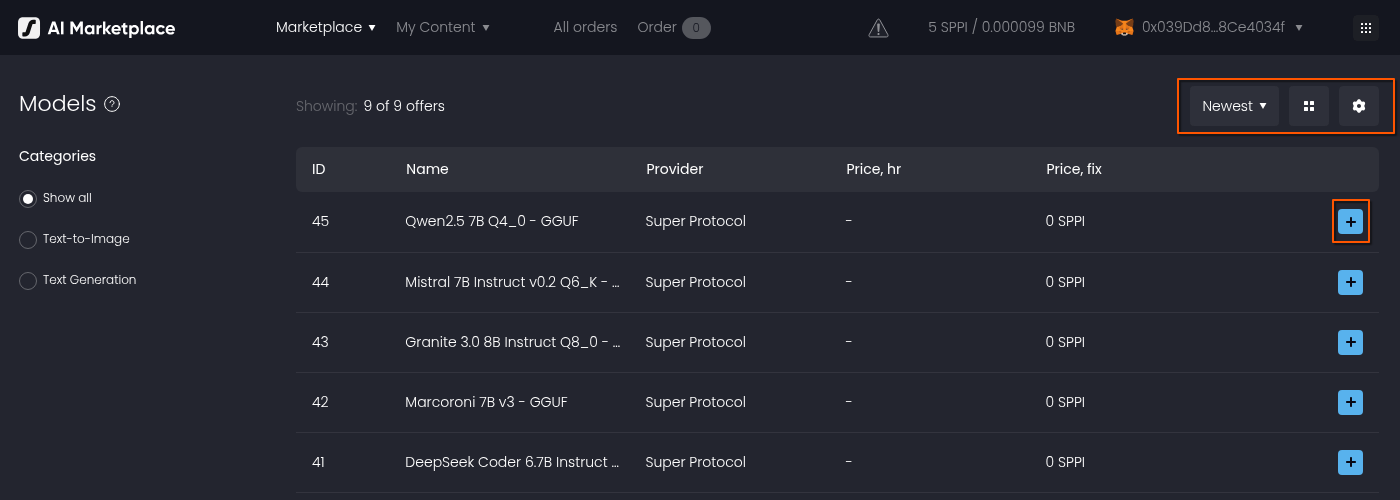 AI Marketplace Marketplace My Content All orders Order 0 5 SPPI / 0.000099 BNB 0x039Dd8...8Ce4034f
Models ? Showing: 9 of 9 offers Newest
Categories
Show all
Text-to-Image
Text Generation
ID Name Provider Price, hr Price, fix
45 Qwen2.5 7B Q4_0 - GGUF Super Protocol - 0 SPPI +
44 Mistral 7B Instruct v0.2 Q6_K - ... Super Protocol - 0 SPPI +
43 Granite 3.0 8B Instruct Q8_0 - ... Super Protocol - 0 SPPI +
42 Marcoroni 7B v3 - GGUF Super Protocol - 0 SPPI +
41 DeepSeek Coder 6.7B Instruct ... Super Protocol - 0 SPPI +